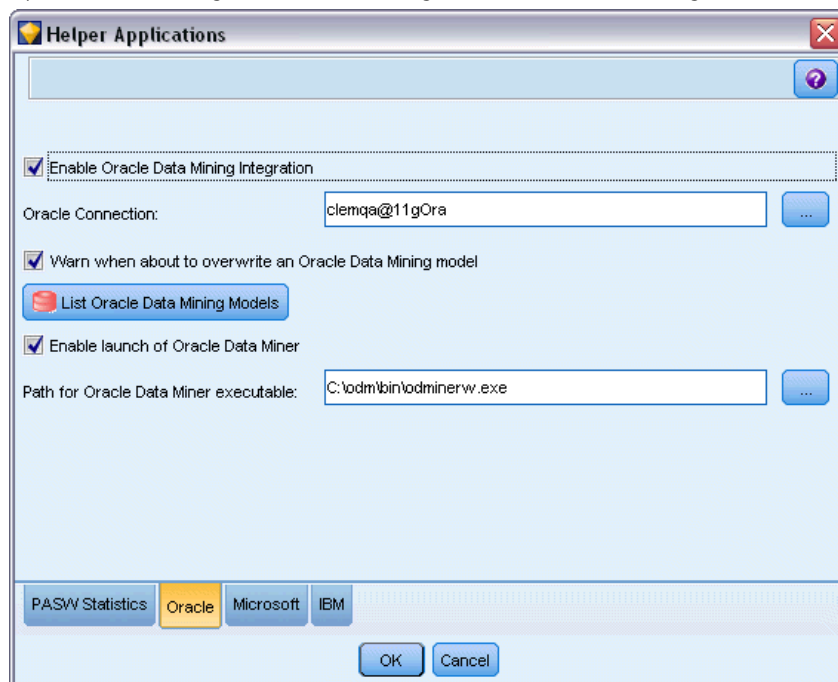 Helper Applications
Enable Oracle Data Mining Integration
Oracle Connection:
clemqa@11gOra
...
Warn when about to overwrite an Oracle Data Mining model
List Oracle Data Mining Models
Enable launch of Oracle Data Miner
Path for Oracle Data Miner executable:
C:\odm\bin\odminerw.exe
...
PASW Statistics
Oracle
Microsoft
IBM
OK
Cancel